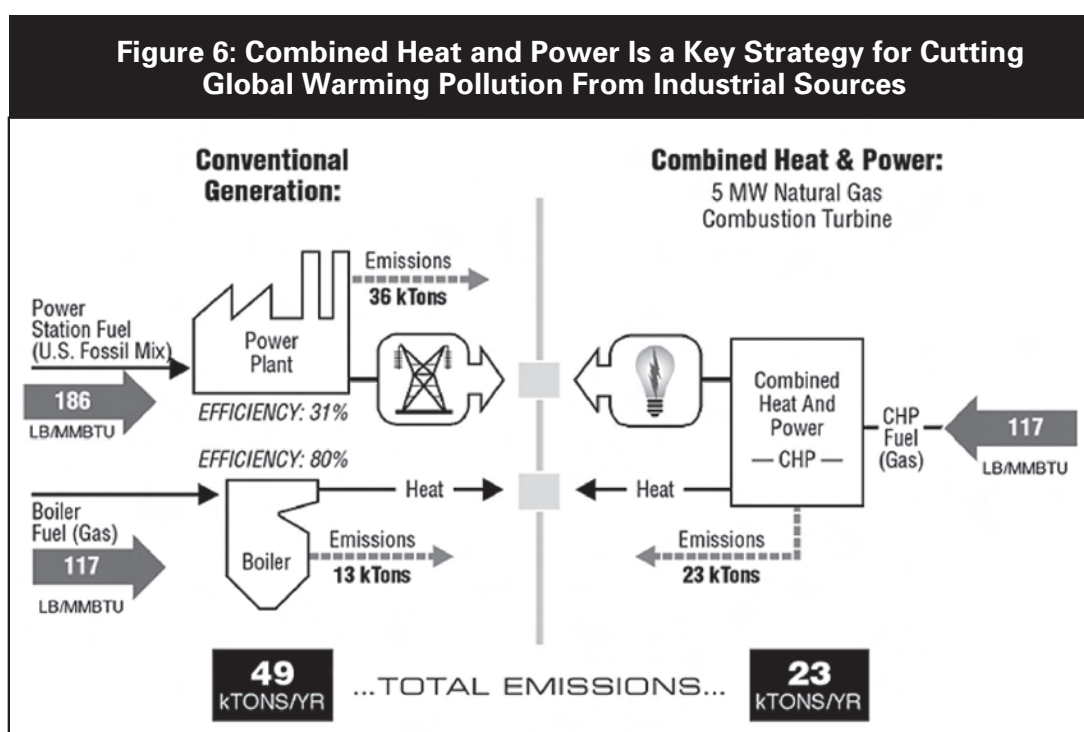 Figure 6: Combined Heat and Power Is a Key Strategy for Cutting
Global Warming Pollution From Industrial Sources
Conventional
Generation:
Emissions
36 kTons
Power
Station Fuel
(U.S. Fossil Mix)
186
LB/MMBTU
Power
Plant
EFFICIENCY: 31%
EFFICIENCY: 80%
Boiler
Fuel (Gas)
117
LB/MMBTU
Boiler
Heat
Emissions
13 kTons
Combined Heat & Power:
5 MW Natural Gas
Combustion Turbine
Combined
Heat And
Power
— CHP —
CHP
Fuel
(Gas)
117
LB/MMBTU
Heat
Emissions
23 kTons
49
kTONS/YR
...TOTAL EMISSIONS...
23
kTONS/YR